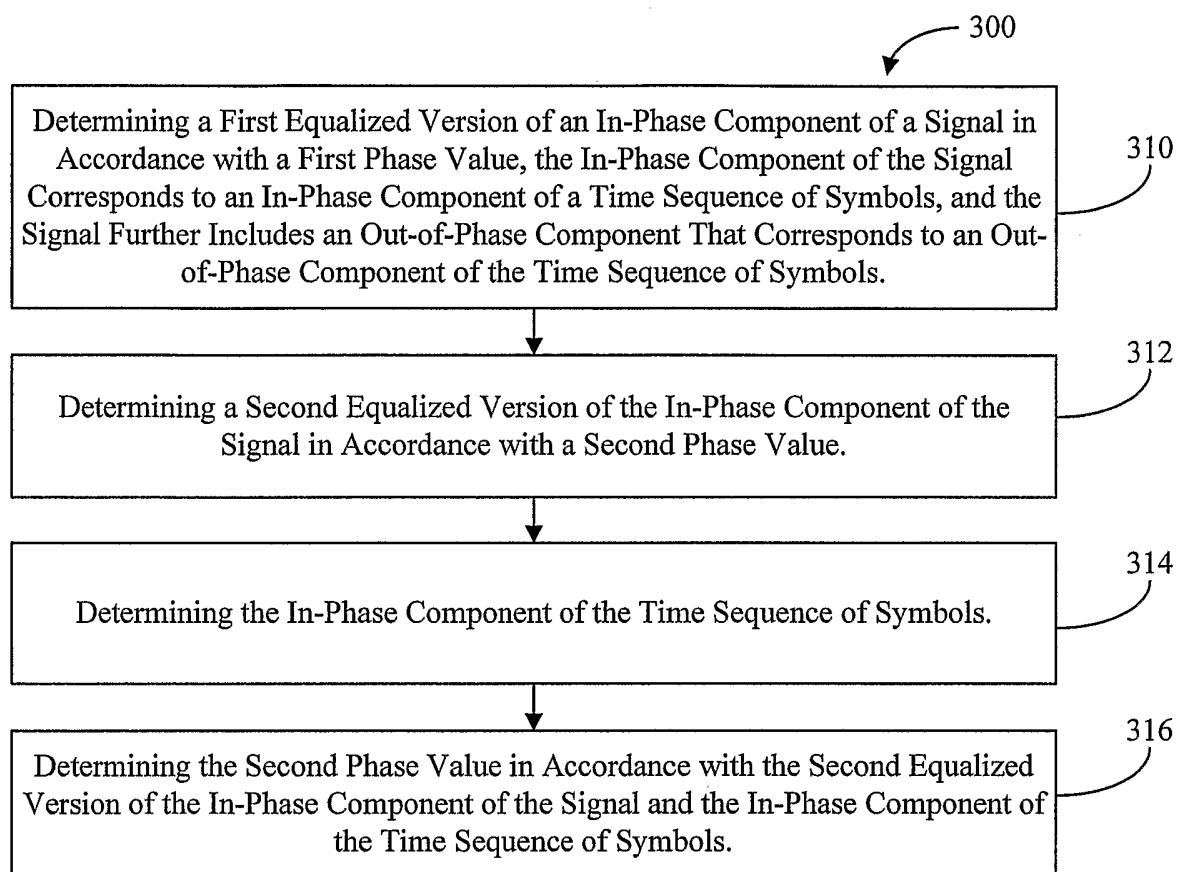 300
Determining a First Equalized Version of an In-Phase Component of a Signal in
Accordance with a First Phase Value, the In-Phase Component of the Signal
Corresponds to an In-Phase Component of a Time Sequence of Symbols, and the
Signal Further Includes an Out-of-Phase Component That Corresponds to an Out-
of-Phase Component of the Time Sequence of Symbols.
310
Determining a Second Equalized Version of the In-Phase Component of the
Signal in Accordance with a Second Phase Value.
312
Determining the In-Phase Component of the Time Sequence of Symbols.
314
Determining the Second Phase Value in Accordance with the Second Equalized
Version of the In-Phase Component of the Signal and the In-Phase Component of
the Time Sequence of Symbols.
316